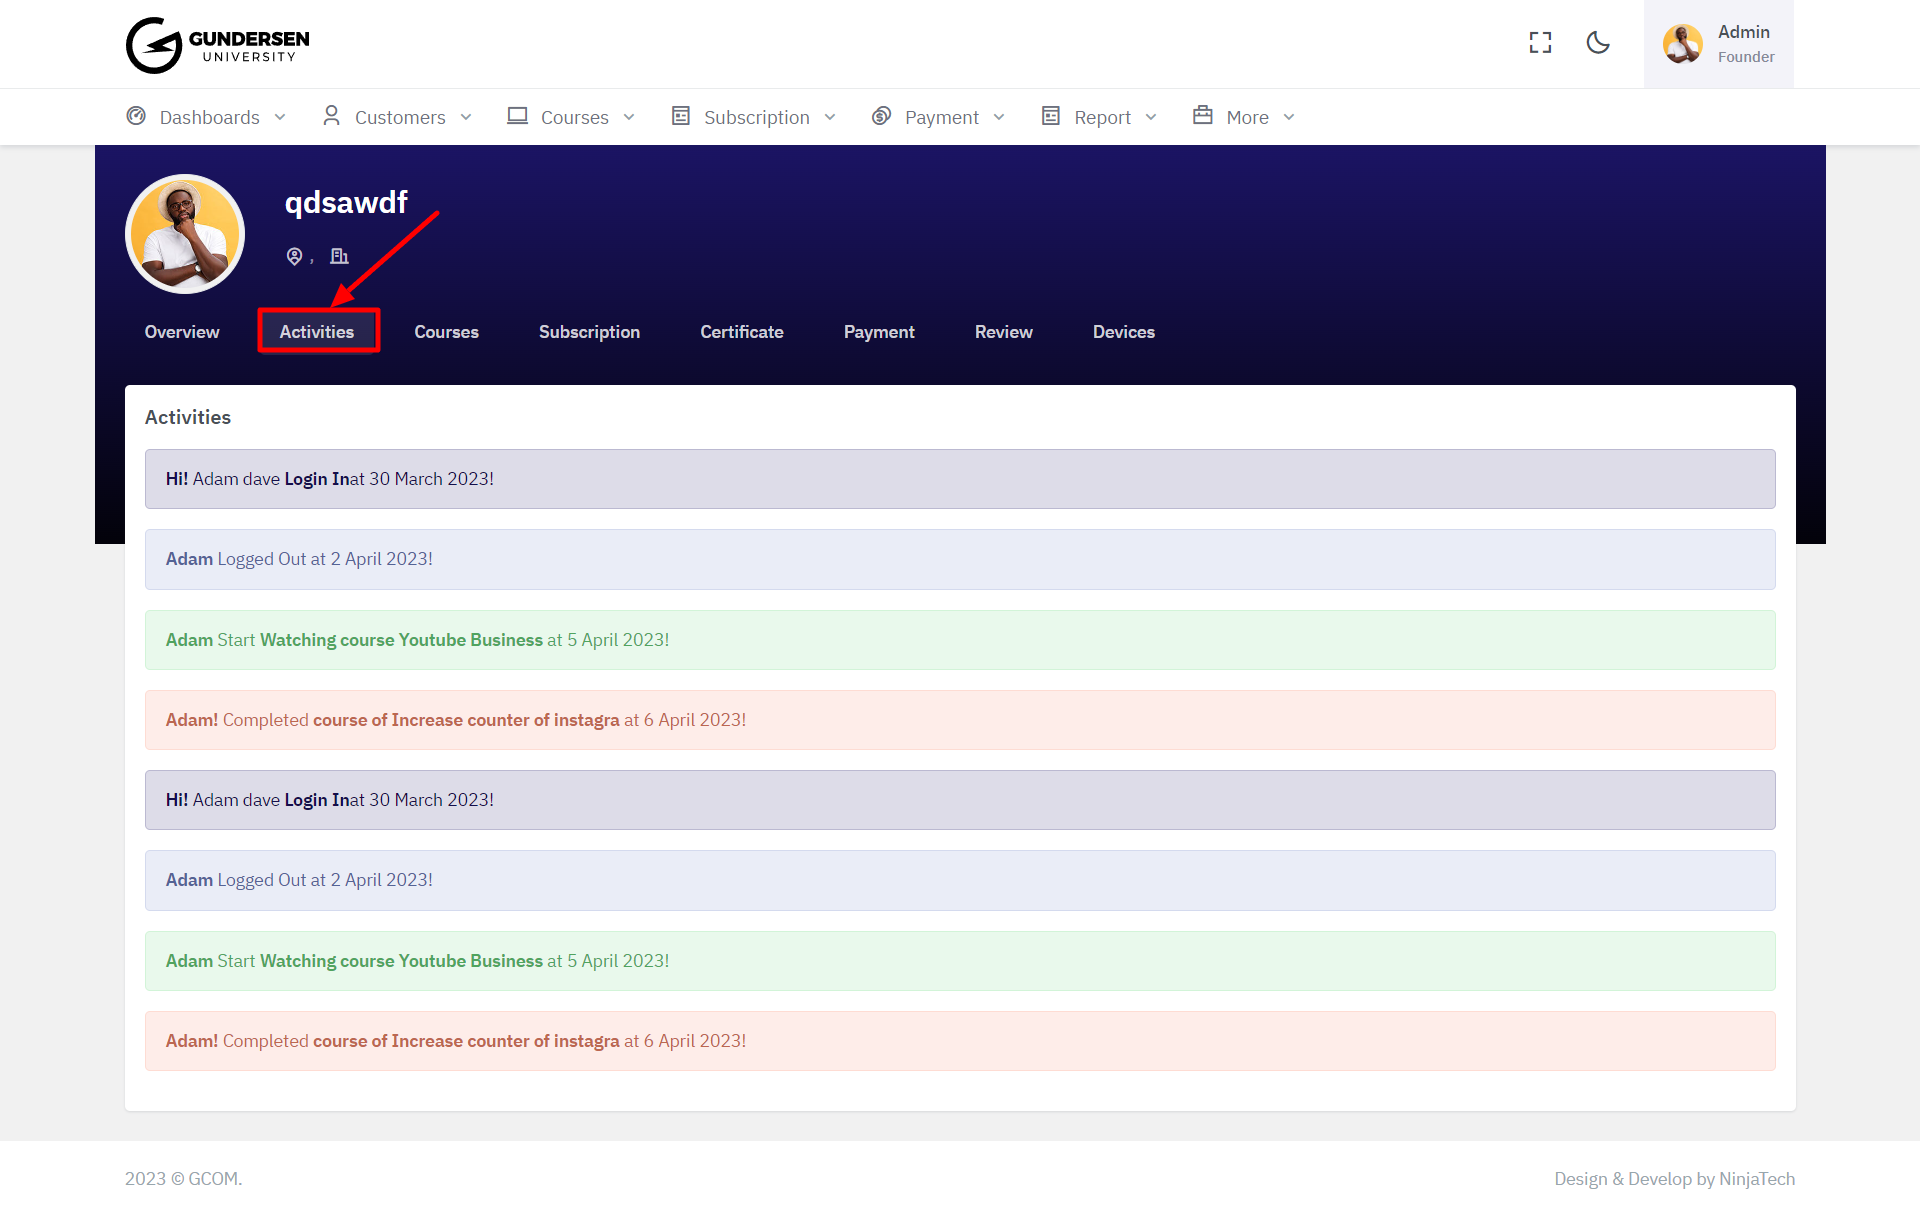 GUNDERSEN
UNIVERSITY
Admin
Founder
Dashboards Customers Courses Subscription Payment Report More
qdsawdf
,
Overview Activities Courses Subscription Certificate Payment Review Devices
Activities
Hi! Adam dave Login Inat 30 March 2023!
Adam Logged Out at 2 April 2023!
Adam Start Watching course Youtube Business at 5 April 2023!
Adam! Completed course of Increase counter of instagra at 6 April 2023!
Hi! Adam dave Login Inat 30 March 2023!
Adam Logged Out at 2 April 2023!
Adam Start Watching course Youtube Business at 5 April 2023!
Adam! Completed course of Increase counter of instagra at 6 April 2023!
2023 © GCOM. Design & Develop by NinjaTech